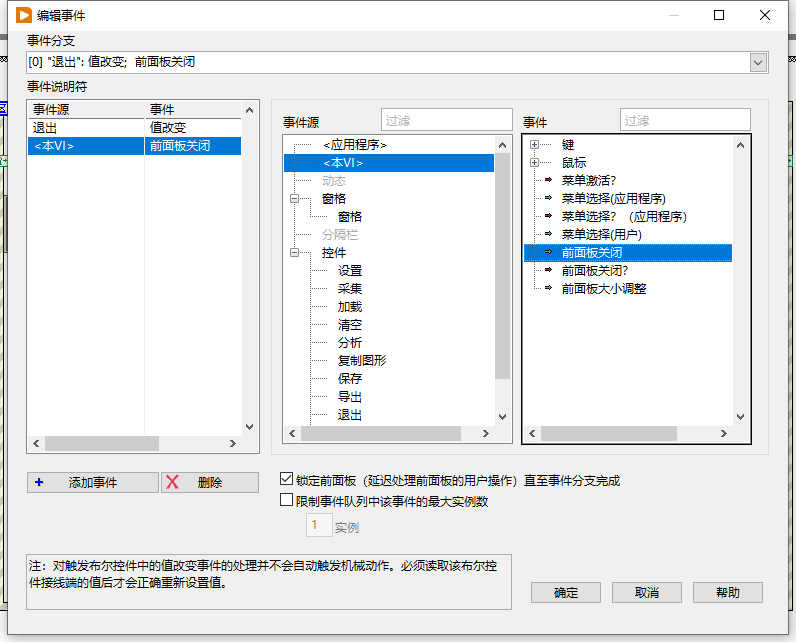 编辑事件
事件分支
[0] "退出": 值改变; 前面板关闭
事件说明符
事件源 事件
退出 值改变
<本VI> 前面板关闭
事件源 过滤
<应用程序>
<本VI>
动态
窗格
窗格
分隔栏
控件
设置
采集
加载
清空
分析
复制图形
保存
导出
退出
事件 过滤
键
鼠标
菜单激活?
菜单选择(应用程序)
菜单选择? （应用程序)
菜单选择(用户)
前面板关闭
前面板关闭?
前面板大小调整
添加事件 删除
锁定前面板（延迟处理前面板的用户操作）直至事件分支完成
限制事件队列中该事件的最大实例数
1 实例
注：对触发布尔控件中的值改变事件的处理并不会自动触发机械动作。必须读取该布尔控
件接线端的值后才会正确重新设置值。
确定 取消 帮助